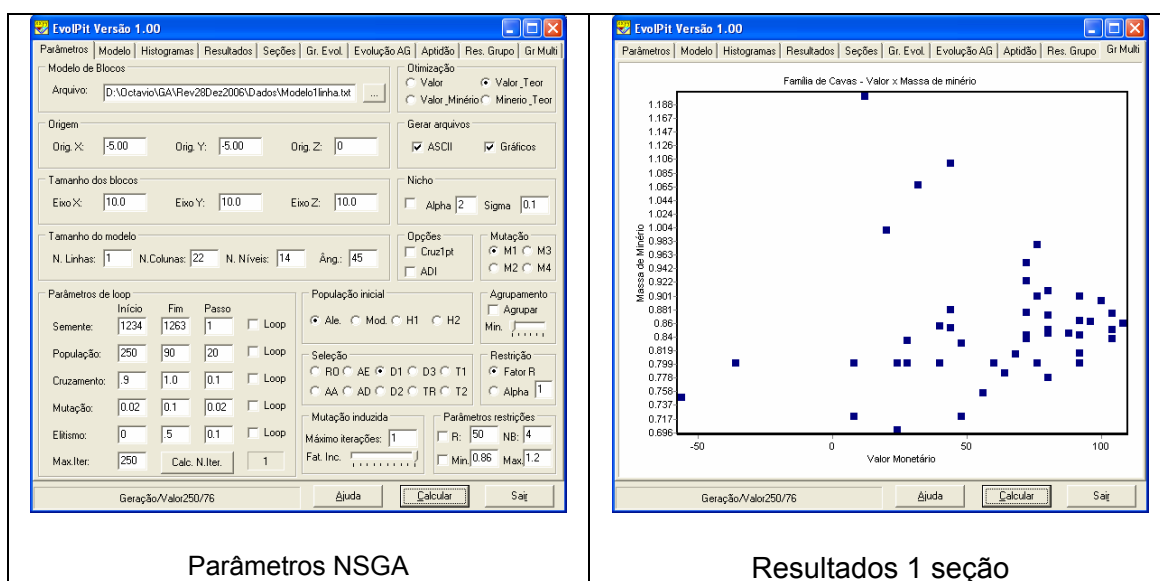 EvolPit Versão 1.00
Parâmetros Modelo Histogramas Resultados Seções Gr. Evol. Evolução AG Aptidão Res. Grupo Gr Multi
Modelo de Blocos
Arquivo: D:\Octavio\GA\Rev28Dez2006\Dados\Modelo1linha.txt ...
Otimização
Valor Valor_Teor
Valor_Minério Minerio_Teor
Origem
Orig. X: -5.00 Orig. Y: -5.00 Orig. Z: 0
Gerar arquivos
ASCII Gráficos
Tamanho dos blocos
Eixo X: 10.0 Eixo Y: 10.0 Eixo Z: 10.0
Nicho
Alpha 2 Sigma 0.1
Tamanho do modelo
N. Linhas: 1 N.Colunas: 22 N. Níveis: 14 Âng.: 45
Opções
Cruz1pt
ADI
Mutação
M1 M3
M2 M4
Parâmetros de loop
Início Fim Passo
Semente: 1234 1263 1 Loop
População: 250 90 20 Loop
Cruzamento: .9 1.0 0.1 Loop
Mutação: 0.02 0.1 0.02 Loop
Elitismo: 0 .5 0.1 Loop
Max.Iter: 250 Calc. N.Iter. 1
População inicial
Ale. Mod. H1 H2
Agrupamento
Agrupar
Min.
Seleção
RO AE D1 D3 T1
AA AD D2 TR T2
Restrição
Fator R
Alpha 1
Mutação induzida
Máximo iterações: 1
Fat. Inc.
Parâmetros restrições
R: 50 NB: 4
Min. 0.86 Max. 1.2
Geração/Valor250/76 Ajuda Calcular Sair
Parâmetros NSGA
EvolPit Versão 1.00
Parâmetros Modelo Histogramas Resultados Seções Gr. Evol. Evolução AG Aptidão Res. Grupo Gr Multi
Família de Cavas - Valor x Massa de minério
Massa de Minério
1.188
1.167
1.147
1.126
1.106
1.085
1.065
1.044
1.024
1.004
0.983
0.963
0.942
0.922
0.901
0.881
0.86
0.84
0.819
0.799
0.778
0.758
0.737
0.717
0.696
-50 0 50 100
Valor Monetário
Geração/Valor250/76 Ajuda Calcular Sair
Resultados 1 seção